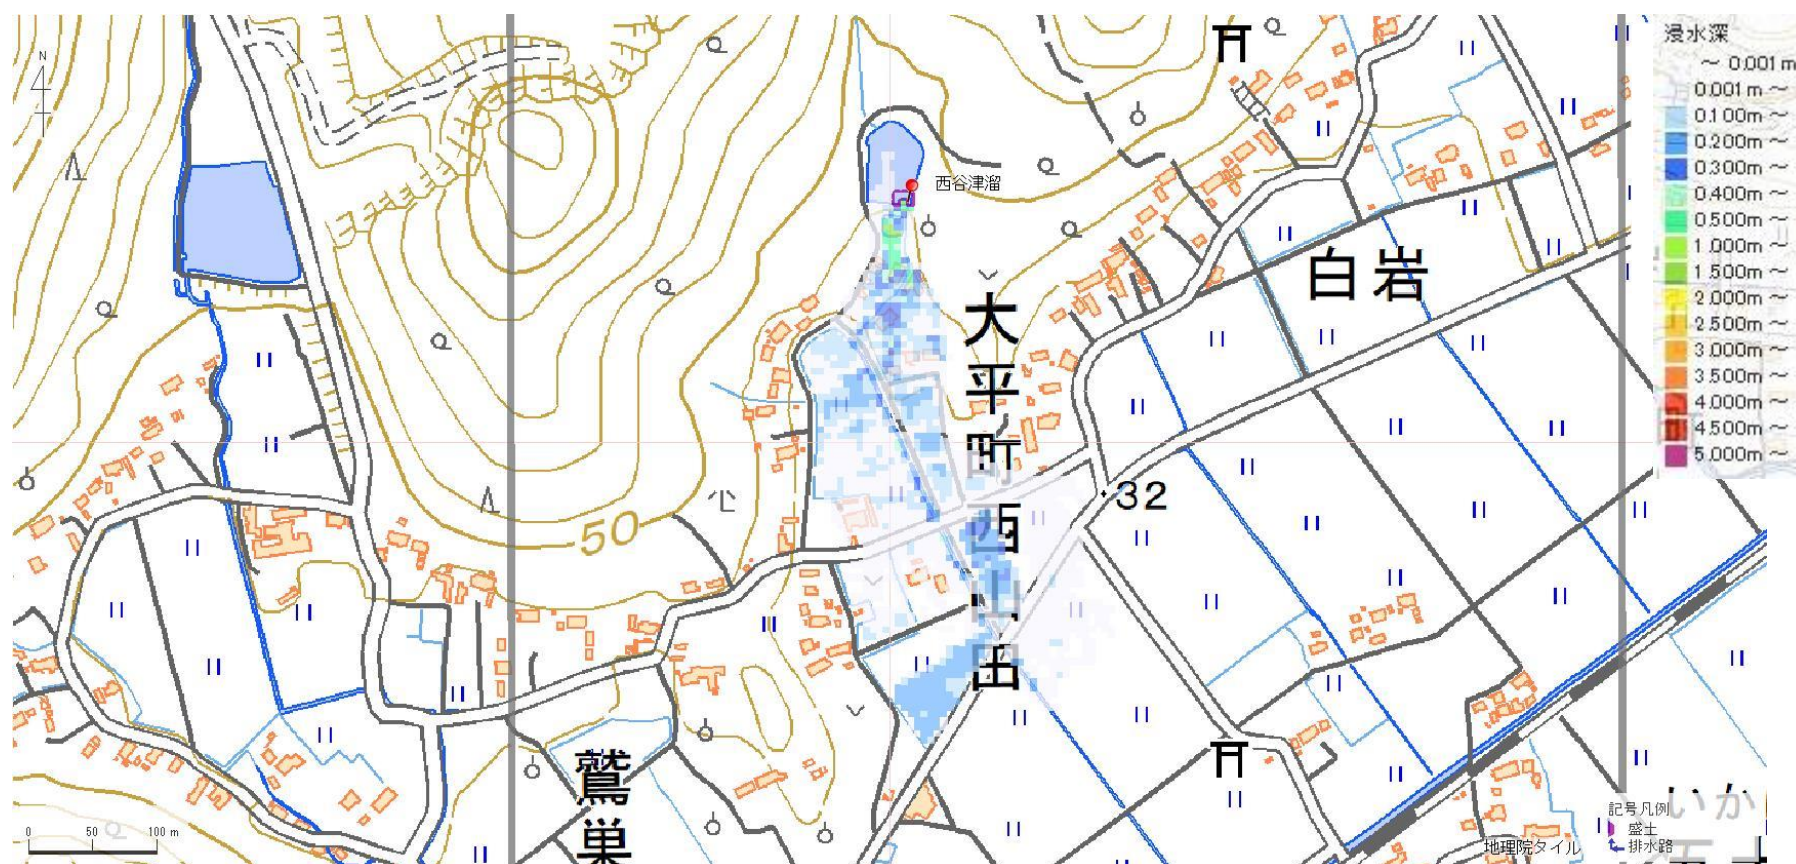 浸水深
～ 0.001 m
0.001 m ～
0.100m ～
0.200m ～
0.300m ～
0.400m ～
0.500m ～
1.000m ～
1.500m ～
2.000m ～
2.500m ～
3.000m ～
3.500m ～
4.000m ～
4.500m ～
5.000m ～
N
西谷津溜
白岩
大平町西山田
32
50
鷲巣
いか
記号凡例
盛土
排水路
地理院タイル
0 50 100 m